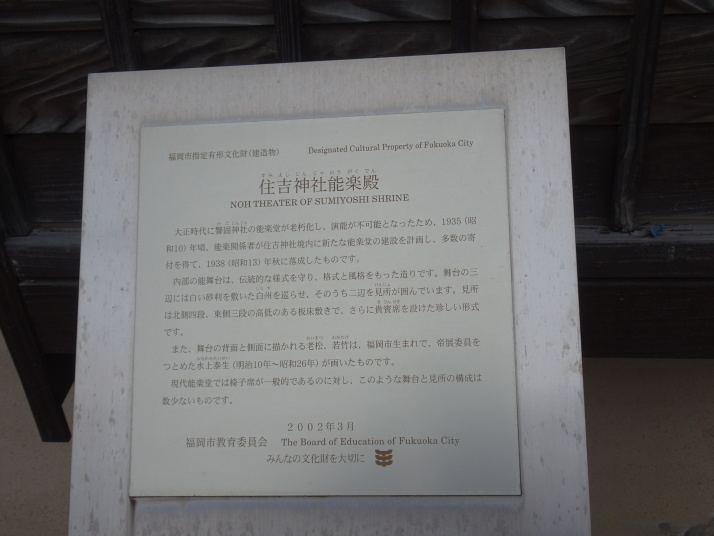 福岡市指定有形文化財（建造物）　Designated Cultural Property of Fukuoka City
すみよしじんじゃのうがくでん
住吉神社能楽殿
NOH THEATER OF SUMIYOSHI SHRINE
大正時代に警固神社の能楽堂が老朽化し、演能が不可能となったため、1935（昭
和10）年頃、能楽関係者が住吉神社境内に新たな能楽堂の建設を計画し、多数の寄
付を得て、1938（昭和13）年秋に落成したものです。
内部の能舞台は、伝統的な様式を守り、格式と風格をもった造りです。舞台の三
辺には白い砂利を敷いた白州を巡らせ、そのうち二辺を見所が囲んでいます。見所
は北側四段、東側三段の高低のある板床敷きで、さらに貴賓席を設けた珍しい形式
です。
また、舞台の背面と側面に描かれる老松、若竹は、福岡市生まれで、帝展委員を
つとめた水上泰生（明治10年～昭和26年）が画いたものです。
現代能楽堂では椅子席が一般的であるのに対し、このような舞台と見所の構成は
数少ないものです。
２００２年３月
福岡市教育委員会　The Board of Education of Fukuoka City
みんなの文化財を大切に